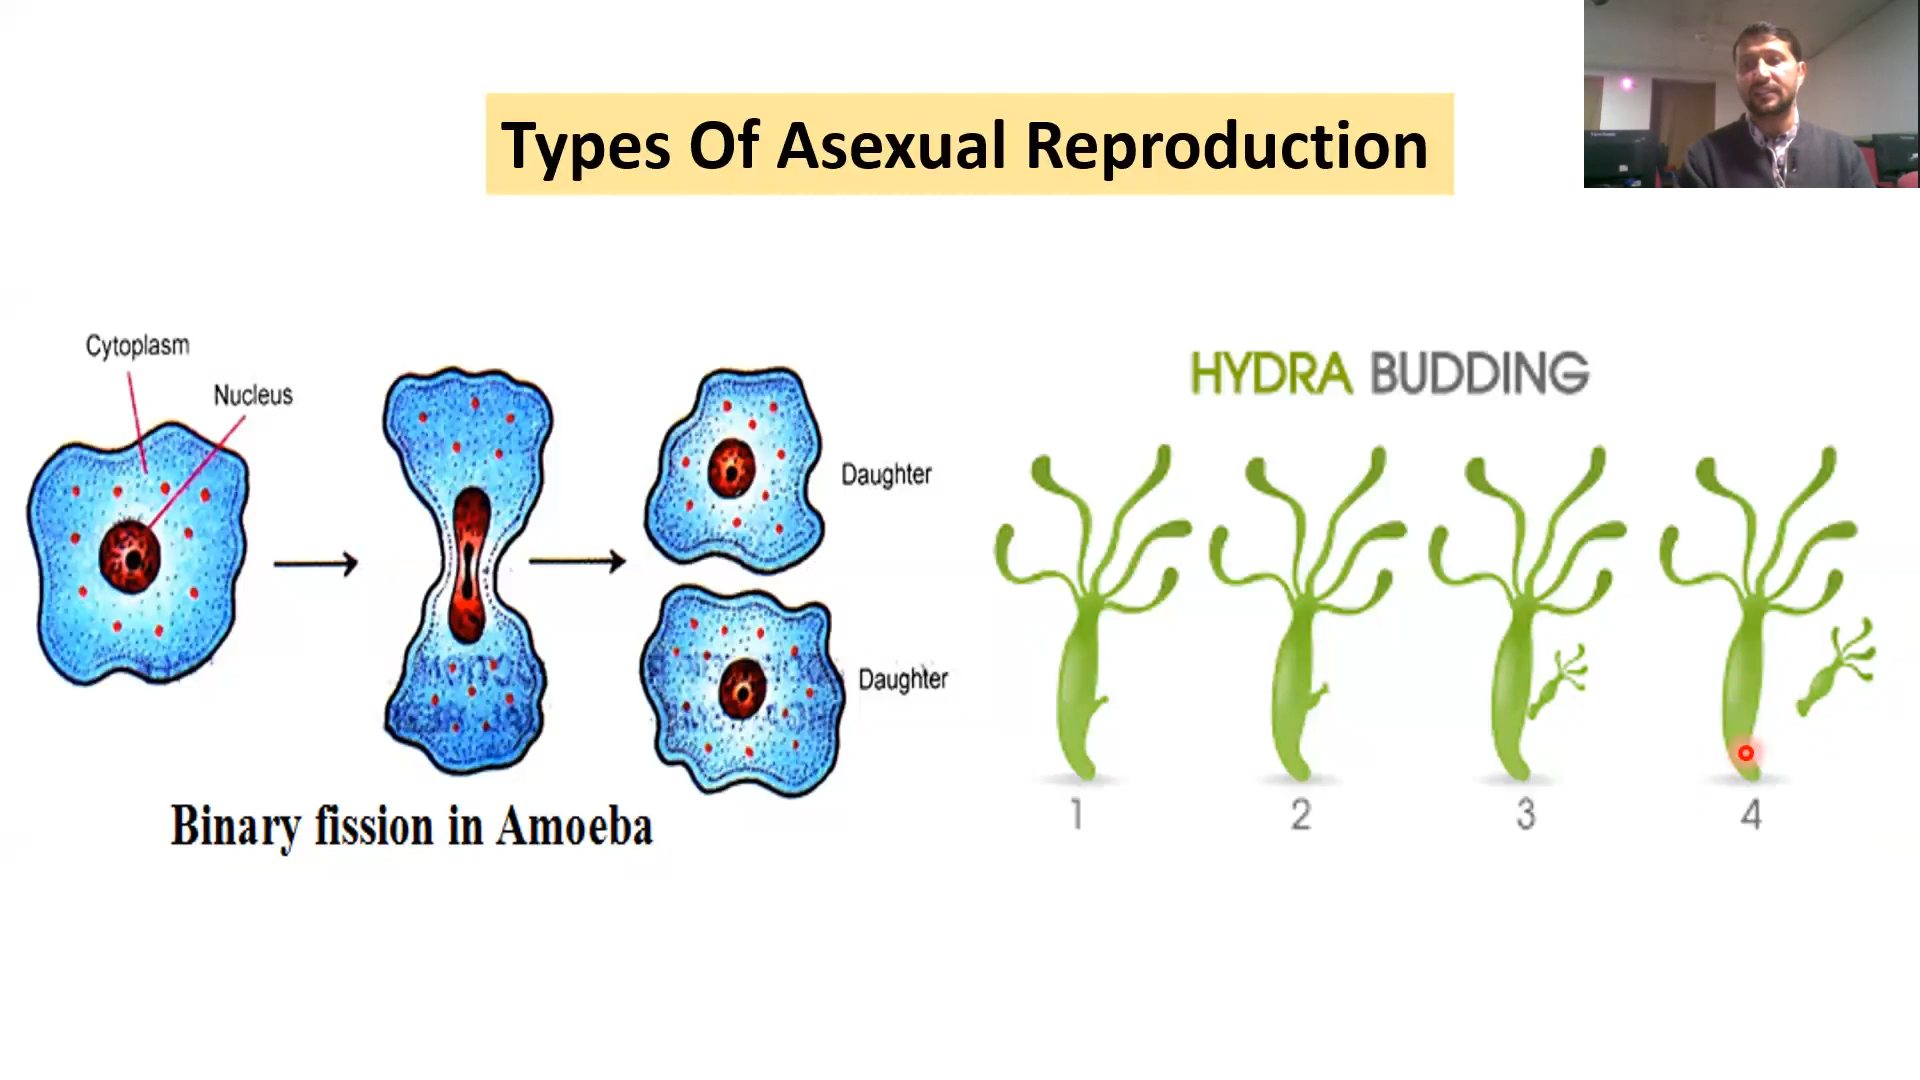 Types Of Asexual Reproduction
Cytoplasm
Nucleus
Daughter
Daughter
Binary fission in Amoeba
HYDRA BUDDING
1 2 3 4